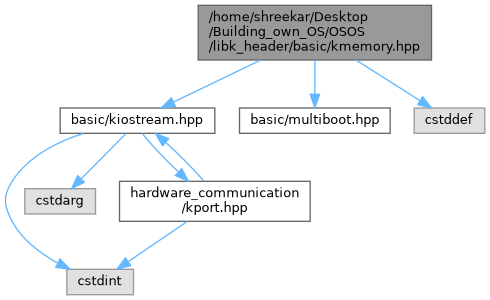 /home/shreekar/Desktop
/Building_own_OS/OSOS
/libk_header/basic/kmemory.hpp
basic/kiostream.hpp
basic/multiboot.hpp
cstddef
cstdarg
hardware_communication
/kport.hpp
cstdint